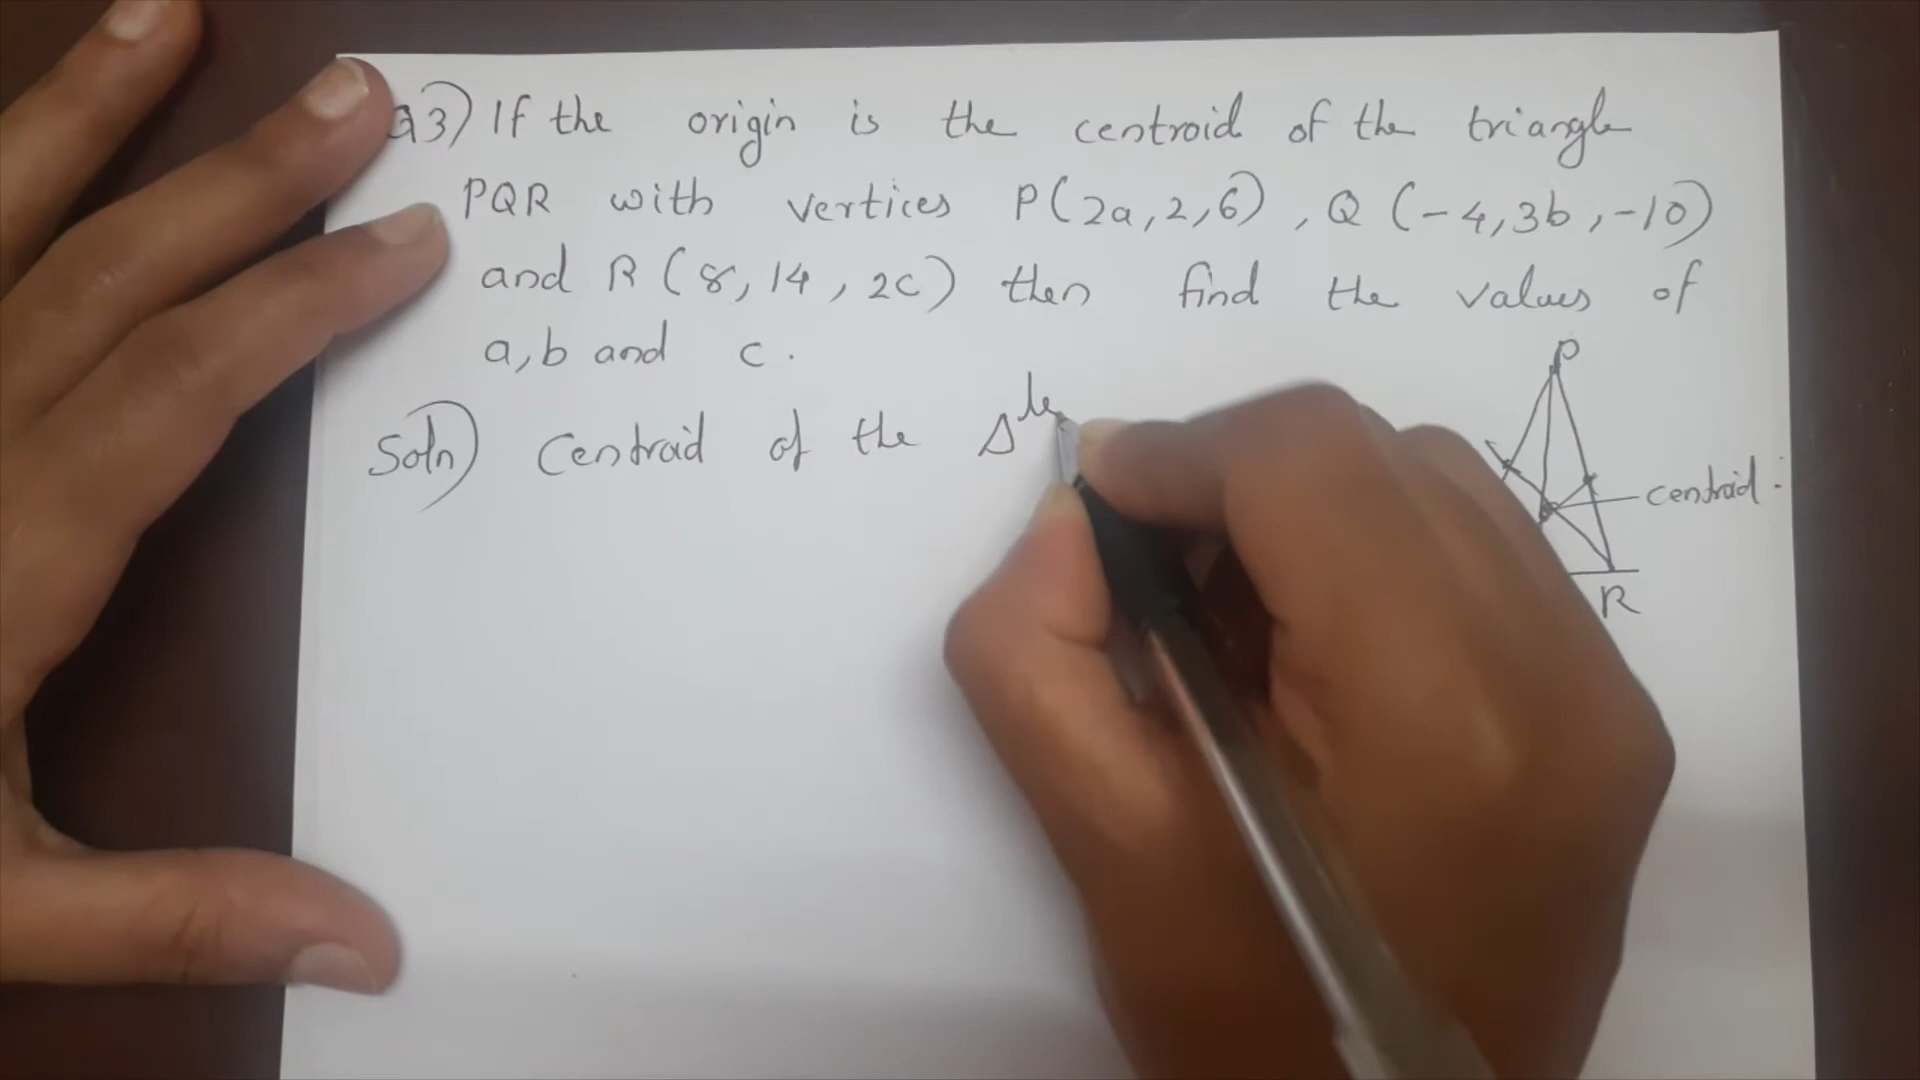 Q3) If the origin is the centroid of the triangle
PQR with vertices P(2a,2,6), Q(-4,3b,-10)
and R(8,14,2c) then find the values of
a,b and c.
Soln) Centroid of the Δle
P
centroid.
R